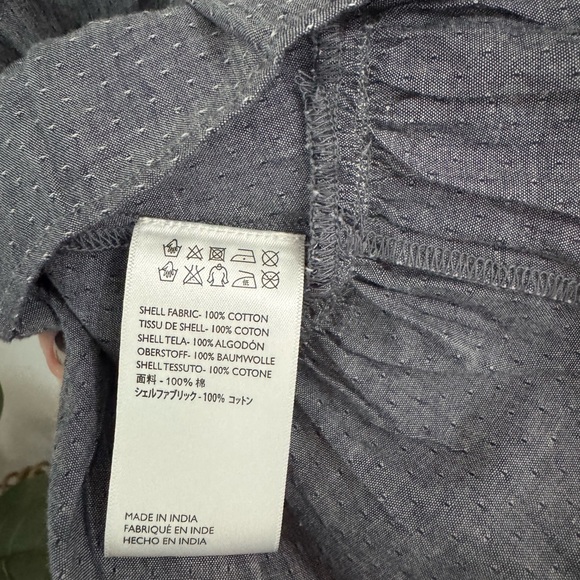 SHELL FABRIC- 100% COTTON
TISSU DE SHELL- 100% COTON
SHELL TELA- 100% ALGODÓN
OBERSTOFF- 100% BAUMWOLLE
SHELL TESSUTO- 100% COTONE
面料 - 100% 棉
シェルファブリック - 100% コットン
MADE IN INDIA
FABRIQUÉ EN INDE
HECHO EN INDIA